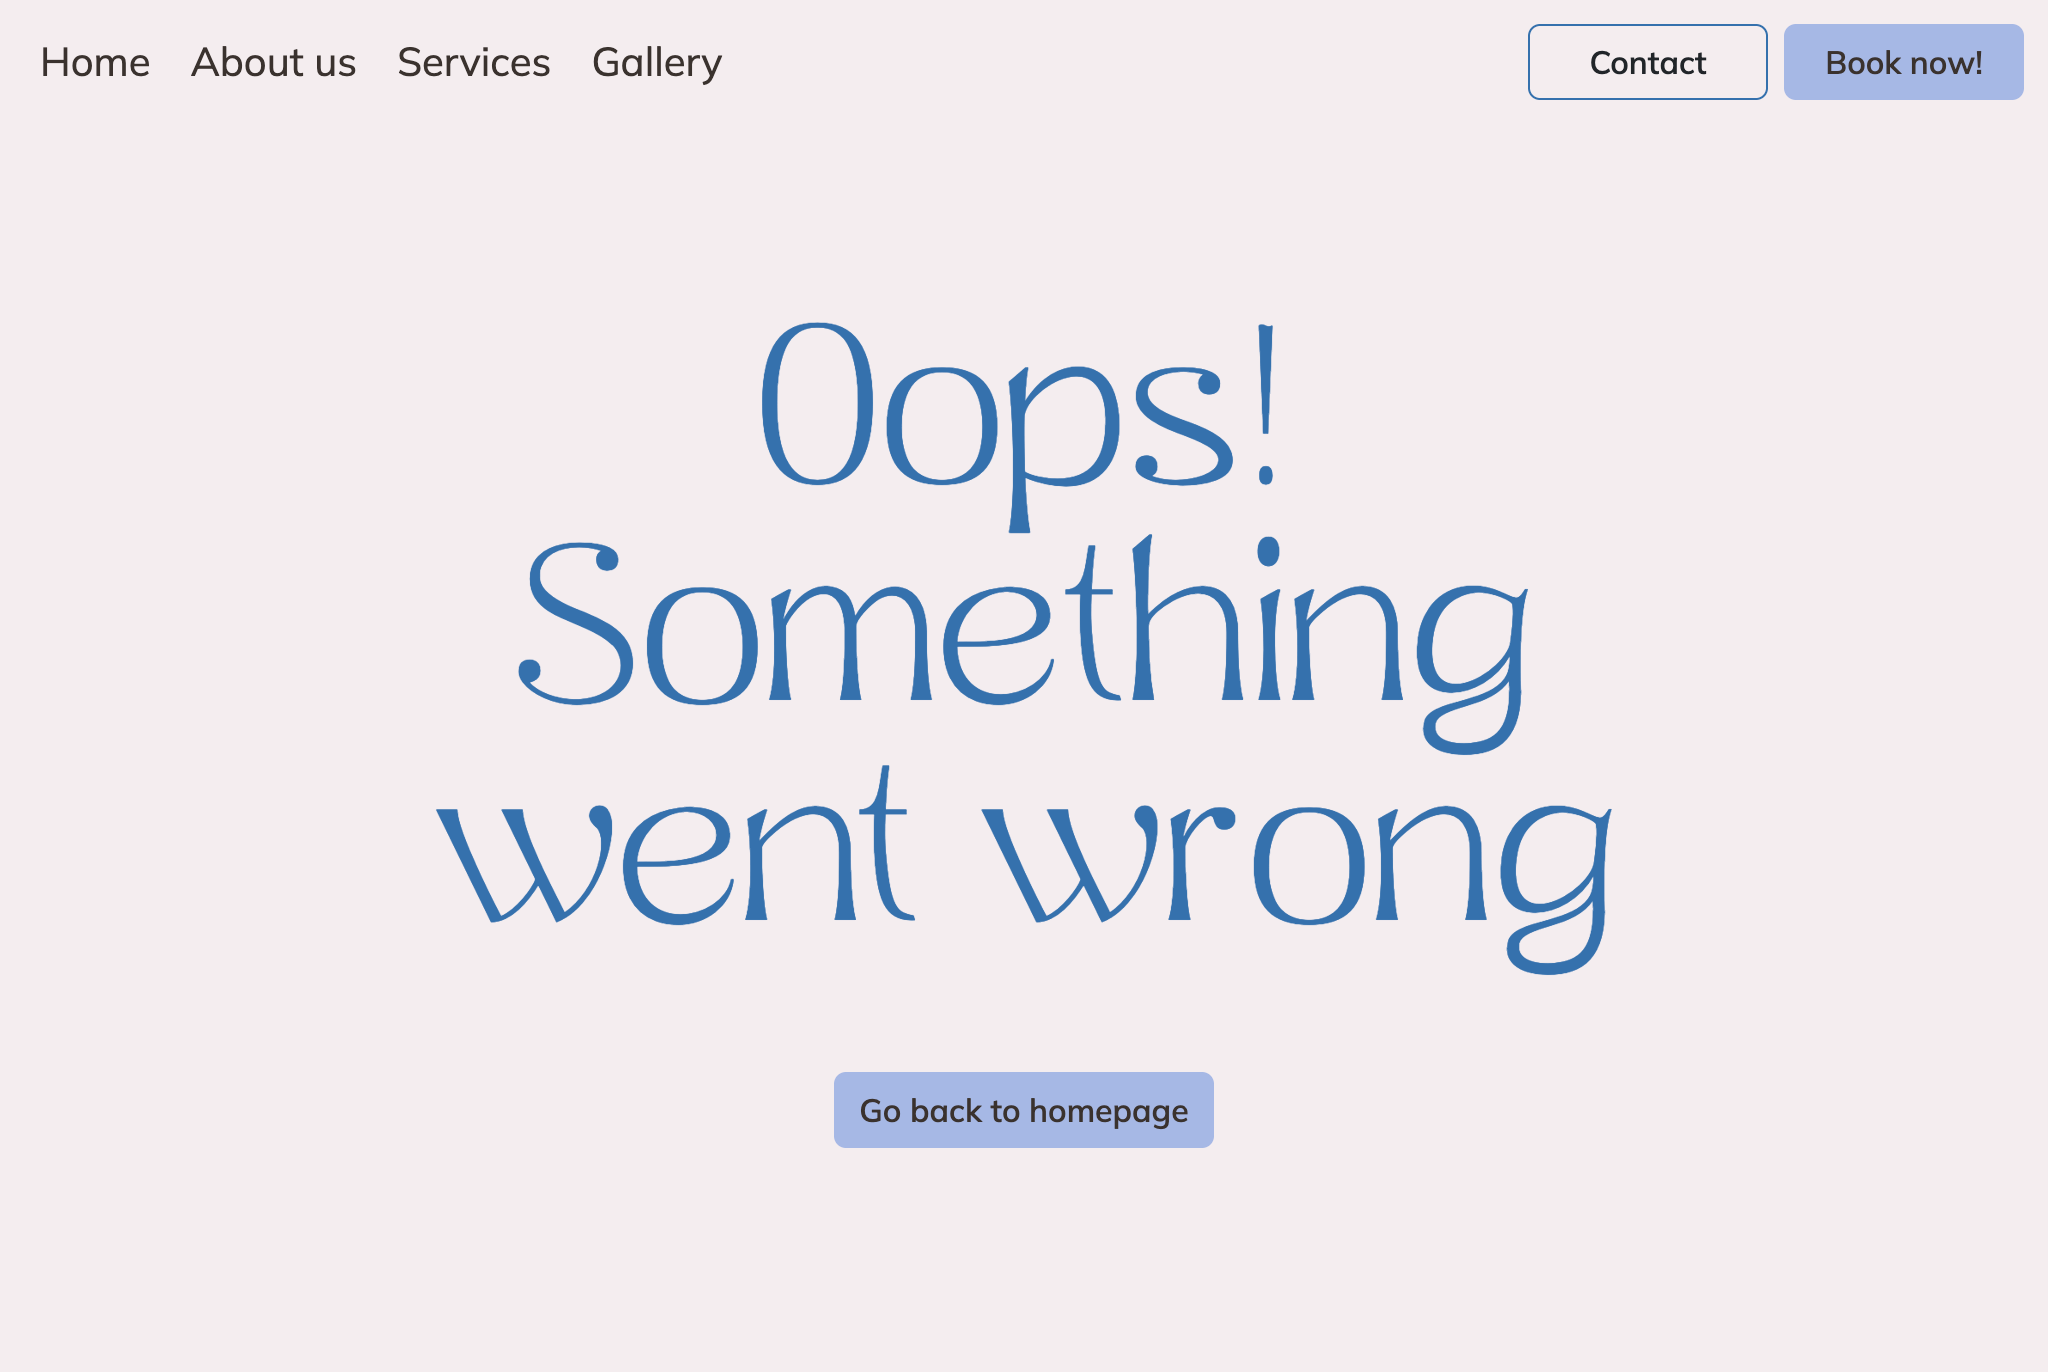 Home About us Services Gallery Contact Book now!
Oops!
Something
went wrong
Go back to homepage